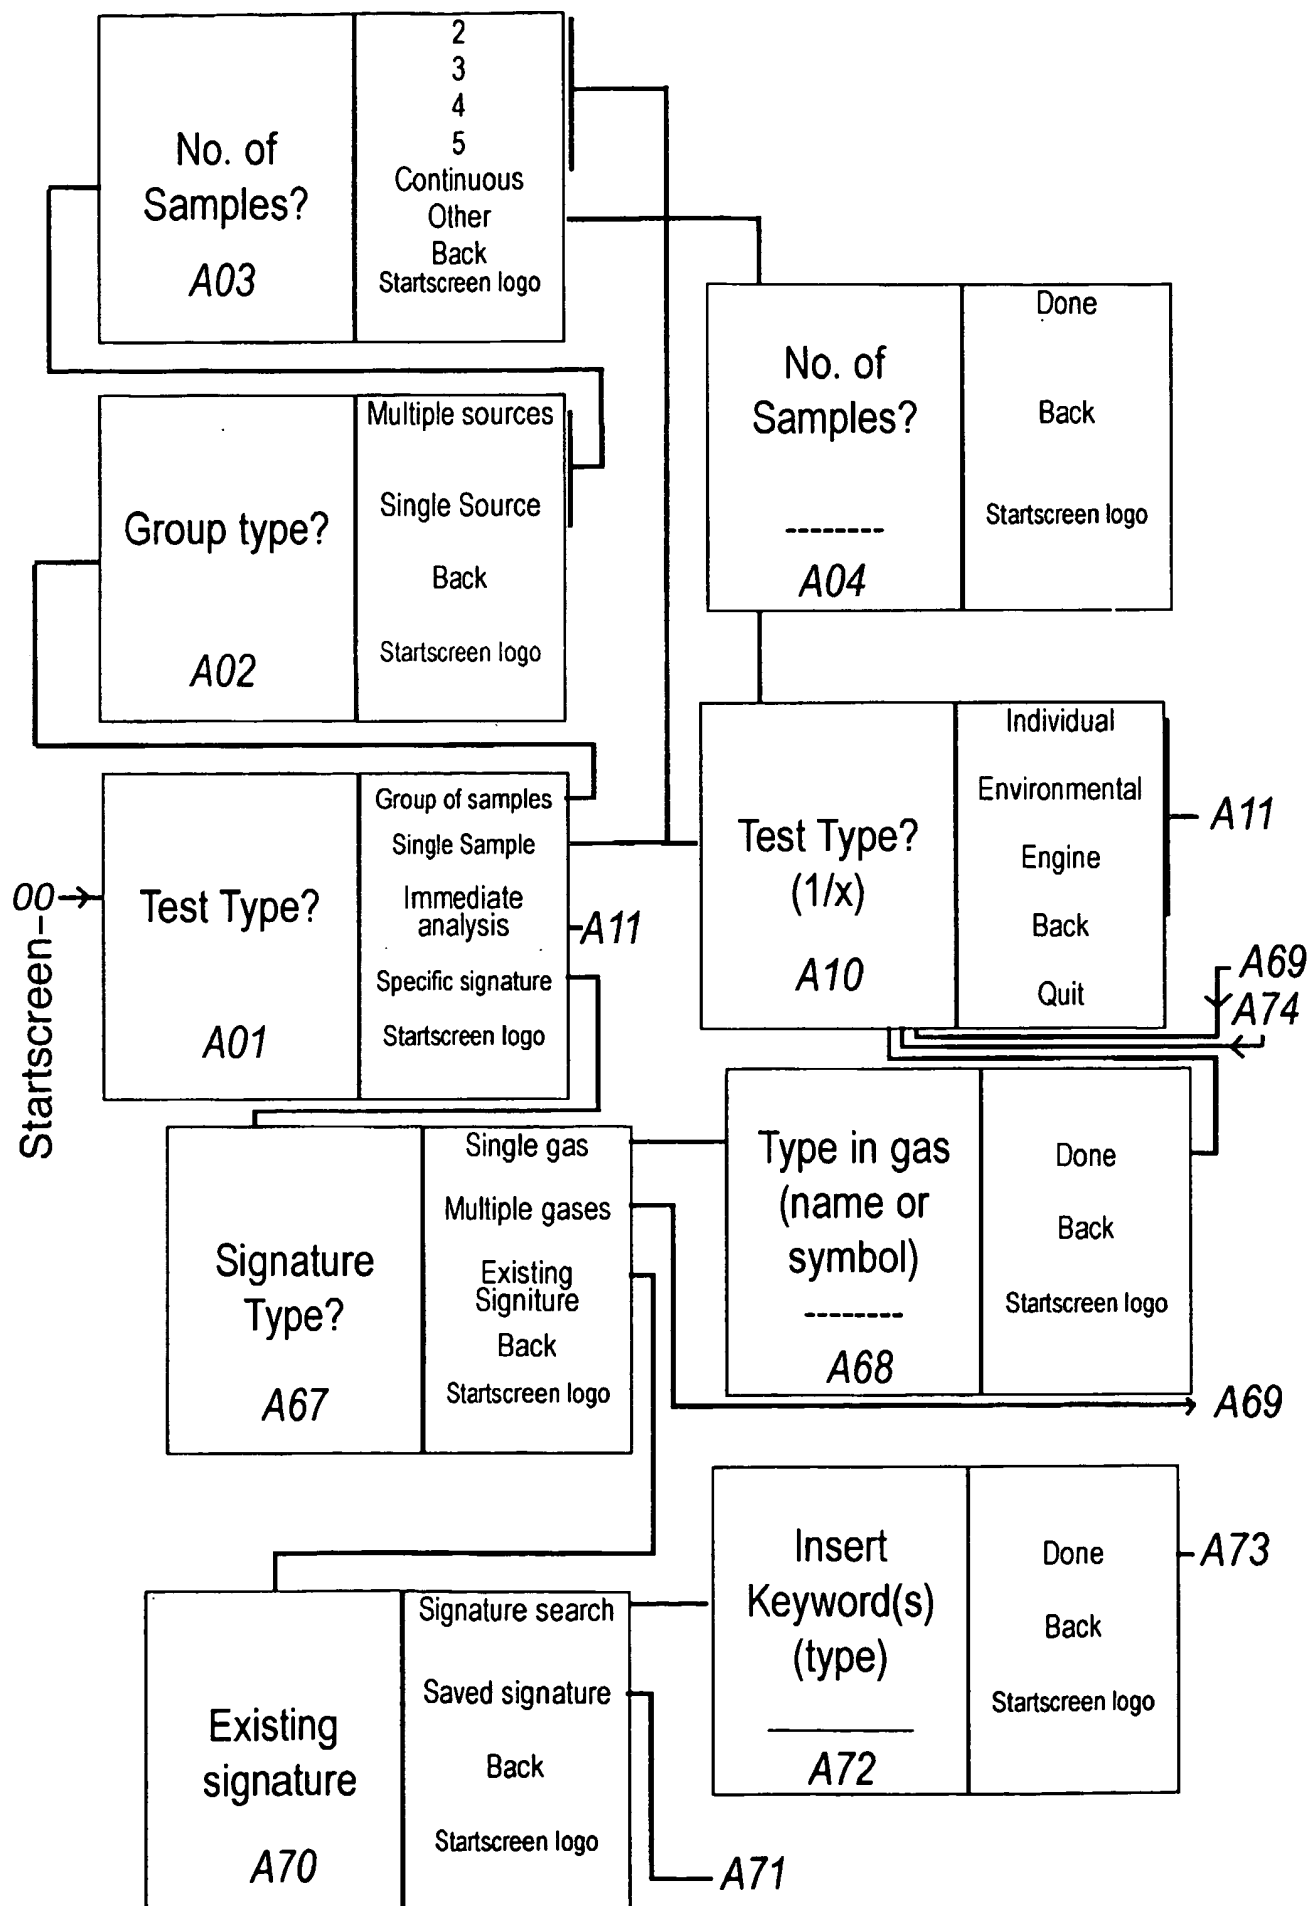 No. of
Samples?
A03
2
3
4
5
Continuous
Other
Back
Startscreen logo
No. of
Samples?
--------
A04
Done
Back
Startscreen logo
Group type?
A02
Multiple sources
Single Source
Back
Startscreen logo
Startscreen-00
Test Type?
A01
Group of samples
Single Sample
Immediate
analysis
Specific signature
Startscreen logo
A11
Test Type?
(1/x)
A10
Individual
Environmental
Engine
Back
Quit
A11
A69
A74
Signature
Type?
A67
Single gas
Multiple gases
Existing
Signiture
Back
Startscreen logo
Type in gas
(name or
symbol)
--------
A68
Done
Back
Startscreen logo
A69
Existing
signature
A70
Signature search
Saved signature
Back
Startscreen logo
A71
Insert
Keyword(s)
(type)
A72
Done
Back
Startscreen logo
A73